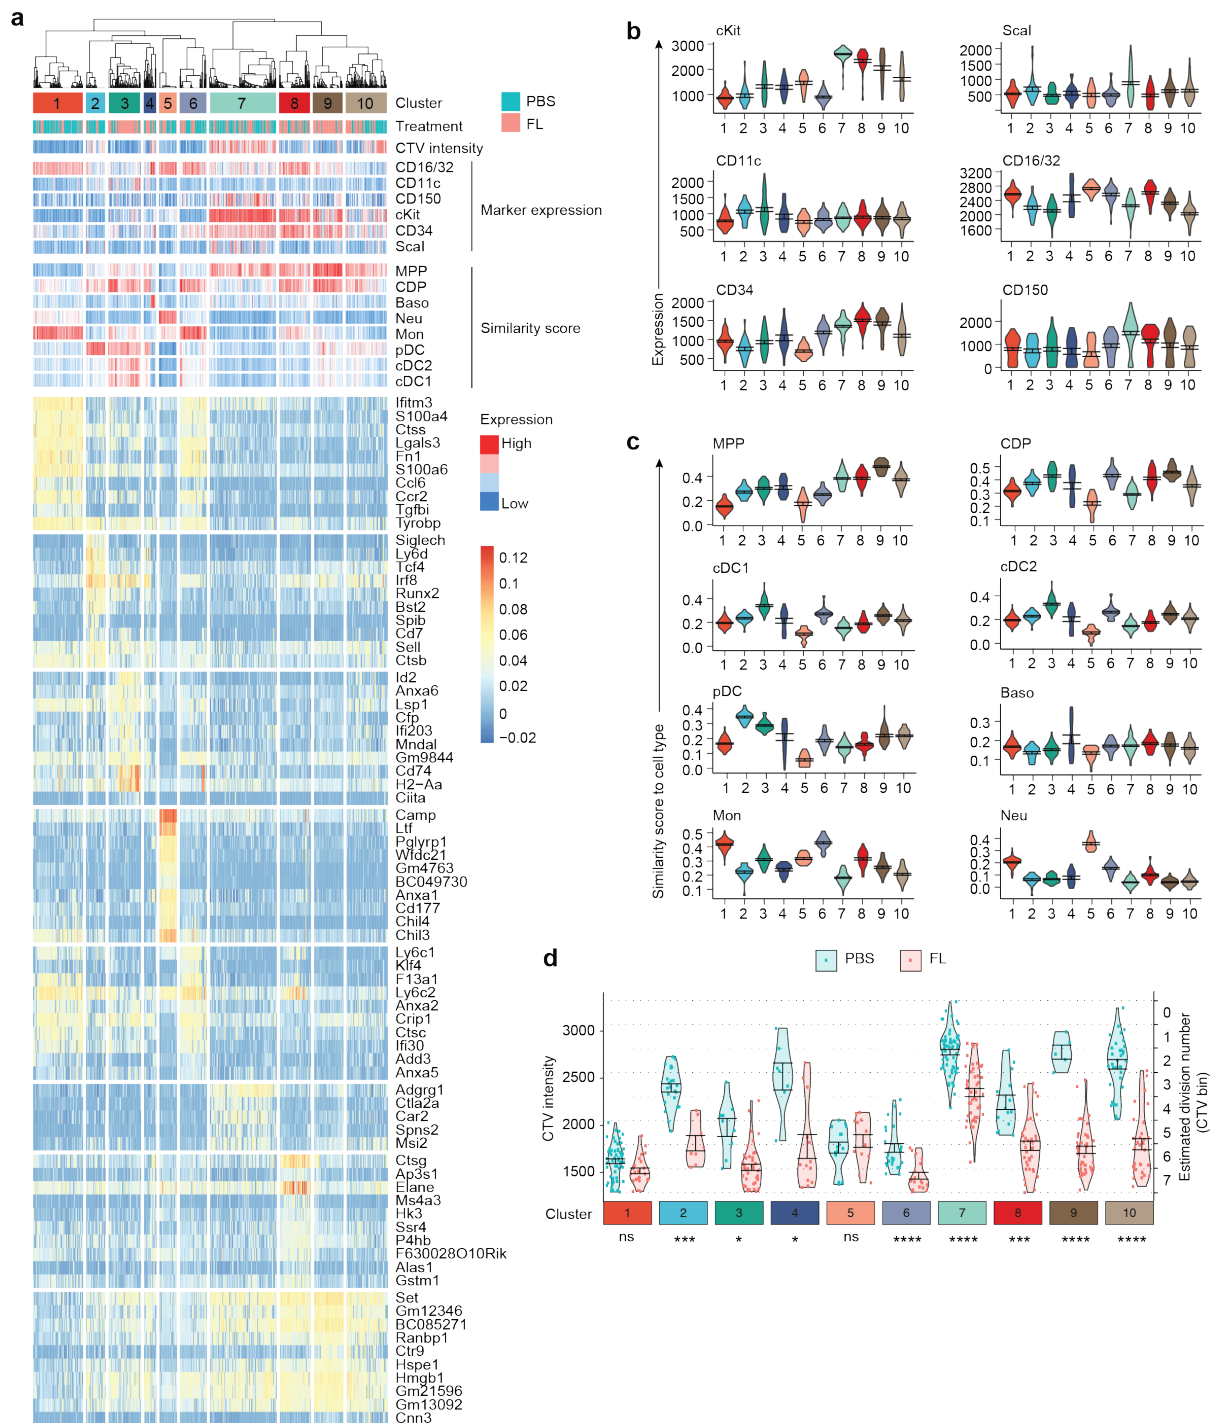 a
1 2 3 4 5 6 7 8 9 10 Cluster
Treatment
CTV intensity
PBS
FL
CD16/32
CD11c
CD150
cKit
CD34
ScaI
Marker expression
MPP
CDP
Baso
Neu
Mon
pDC
cDC2
cDC1
Similarity score
Ifitm3
S100a4
Ctss
Lgals3
Fn1
S100a6
Ccl6
Ccr2
Tgfbi
Tyrobp
Expression
High
Low
Siglech
Ly6d
Tcf4
Irf8
Runx2
Bst2
Spib
Cd7
Sell
Ctsb
0.12
0.1
0.08
0.06
0.04
0.02
0
−0.02
Id2
Anxa6
Lsp1
Cfp
Ifi203
Mndal
Gm9844
Cd74
H2−Aa
Ciita
Camp
Ltf
Pglyrp1
Wfdc21
Gm4763
BC049730
Anxa1
Cd177
Chil4
Chil3
Ly6c1
Klf4
F13a1
Ly6c2
Anxa2
Crip1
Ctsc
Ifi30
Add3
Anxa5
Adgrg1
Ctla2a
Car2
Spns2
Msi2
Ctsg
Ap3s1
Elane
Ms4a3
Hk3
Ssr4
P4hb
F630028O10Rik
Alas1
Gstm1
Set
Gm12346
BC085271
Ranbp1
Ctr9
Hspe1
Hmgb1
Gm21596
Gm13092
Cnn3
b
Expression
cKit
3000
2000
1000
1 2 3 4 5 6 7 8 9 10
ScaI
2000
1500
1000
500
1 2 3 4 5 6 7 8 9 10
CD11c
2000
1500
1000
500
1 2 3 4 5 6 7 8 9 10
CD16/32
3200
2800
2400
2000
1600
1 2 3 4 5 6 7 8 9 10
CD34
2000
1500
1000
500
1 2 3 4 5 6 7 8 9 10
CD150
2000
1000
0
1 2 3 4 5 6 7 8 9 10
c
Similarity score to cell type
MPP
0.4
0.2
0.0
1 2 3 4 5 6 7 8 9 10
CDP
0.5
0.4
0.3
0.2
0.1
1 2 3 4 5 6 7 8 9 10
cDC1
0.4
0.2
0.0
1 2 3 4 5 6 7 8 9 10
cDC2
0.4
0.2
0.0
1 2 3 4 5 6 7 8 9 10
pDC
0.4
0.3
0.2
0.1
0.0
1 2 3 4 5 6 7 8 9 10
Baso
0.3
0.2
0.1
1 2 3 4 5 6 7 8 9 10
Mon
0.5
0.4
0.3
0.2
0.1
1 2 3 4 5 6 7 8 9 10
Neu
0.4
0.3
0.2
0.1
0.0
1 2 3 4 5 6 7 8 9 10
d
PBS
FL
CTV intensity
3000
2500
2000
1500
0
1
2
3
4
5
6
7
Estimated division number
(CTV bin)
Cluster 1 2 3 4 5 6 7 8 9 10
ns *** * * ns **** **** *** **** ****